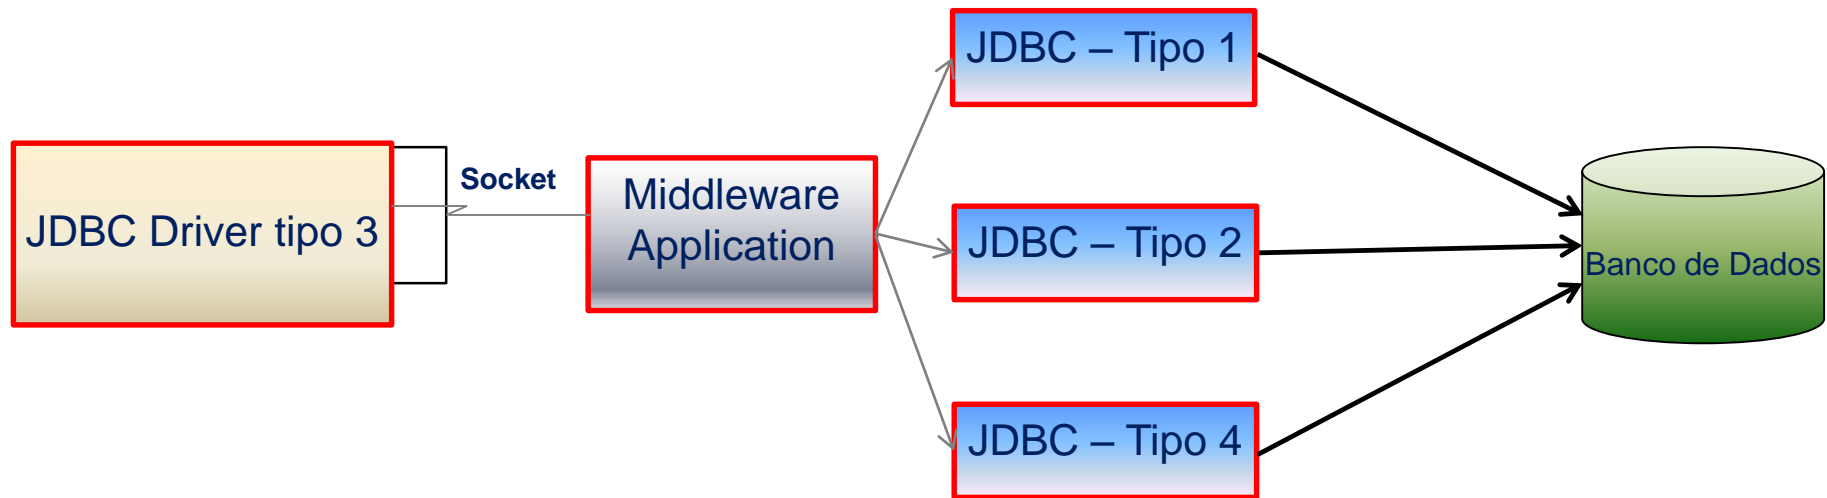 JDBC Driver tipo 3
Socket
Middleware
Application
JDBC – Tipo 1
JDBC – Tipo 2
JDBC – Tipo 4
Banco de Dados